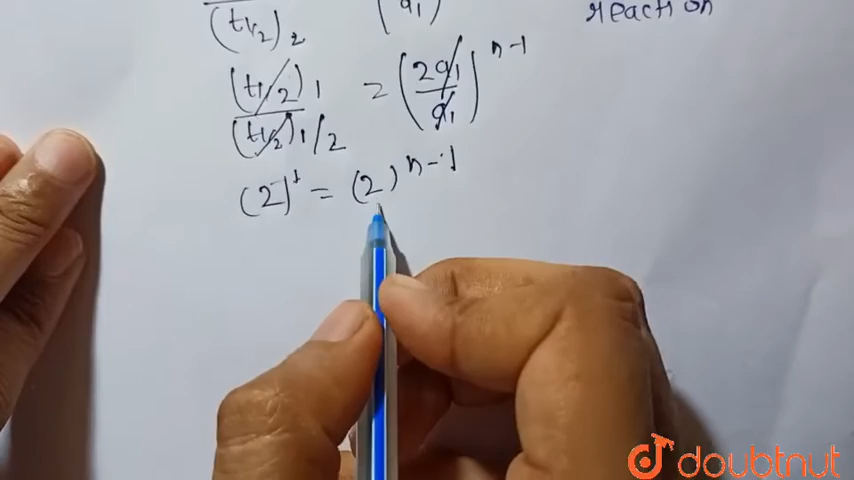 (t1/2)2 (a1) reaction
(t1/2)1 / (t1/2)1/2 = (2a1/a1)^n-1
(2)^1 = (2)^n-1
doubtnut